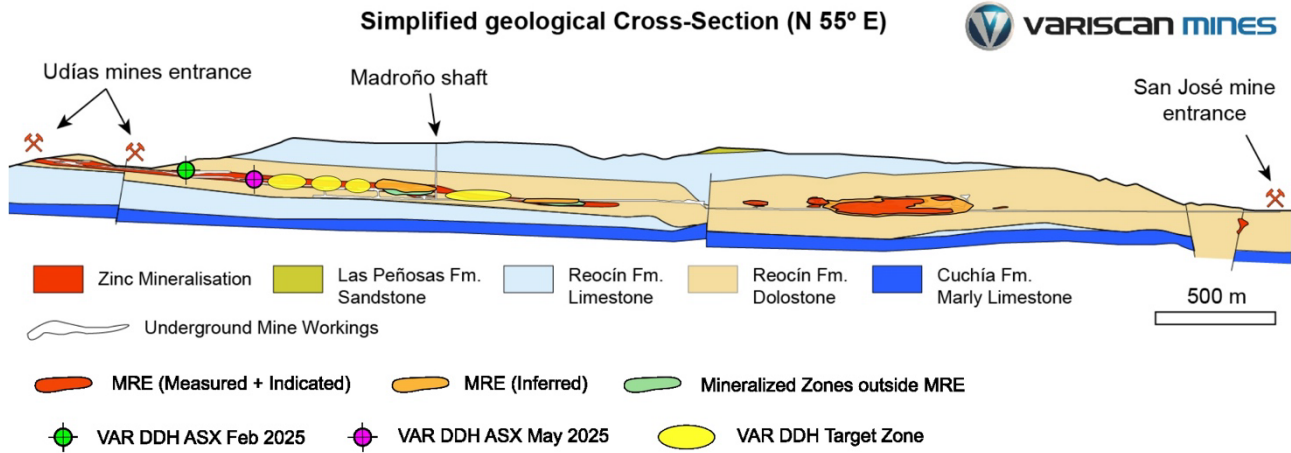 Simplified geological Cross-Section (N 55º E)
VARISCAN MINES
Udías mines entrance
Madroño shaft
San José mine
entrance
Zinc Mineralisation
Las Peñosas Fm.
Sandstone
Reocín Fm.
Limestone
Reocín Fm.
Dolostone
Cuchía Fm.
Marly Limestone
500 m
Underground Mine Workings
MRE (Measured + Indicated)
MRE (Inferred)
Mineralized Zones outside MRE
VAR DDH ASX Feb 2025
VAR DDH ASX May 2025
VAR DDH Target Zone